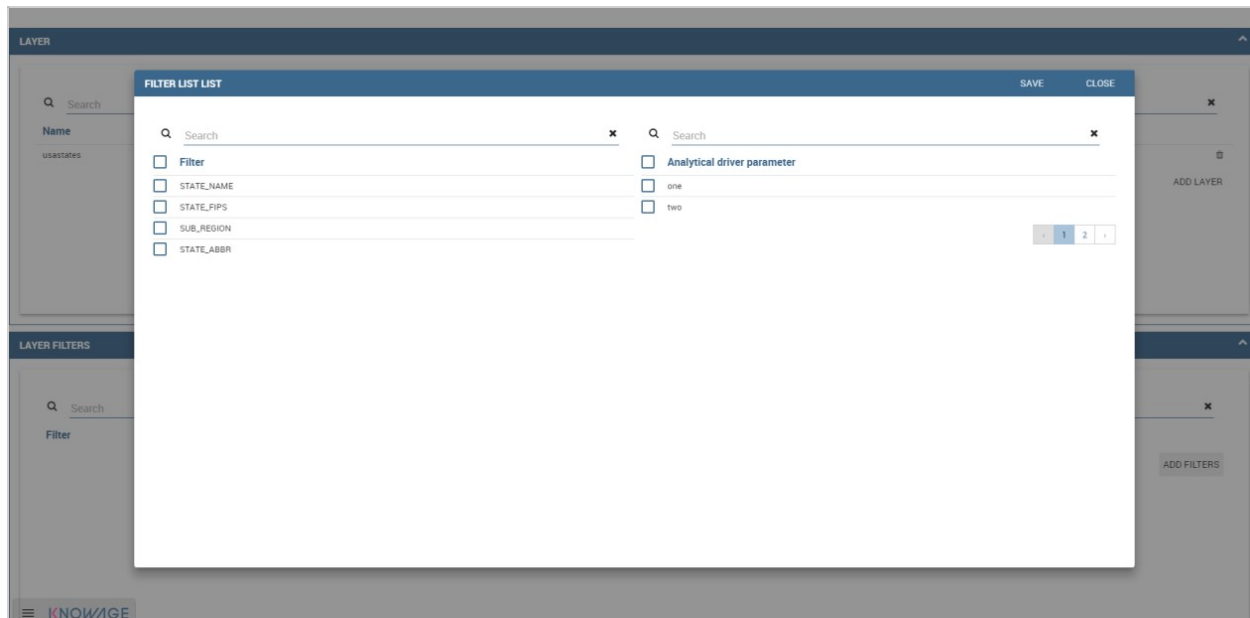 LAYER
FILTER LIST LIST SAVE CLOSE
Search
Name
usastates
ADD LAYER
Search
Filter
STATE_NAME
STATE_FIPS
SUB_REGION
STATE_ABBR
Search
Analytical driver parameter
one
two
‹ 1 2 ›
LAYER FILTERS
Search
Filter
ADD FILTERS
KNOWAGE